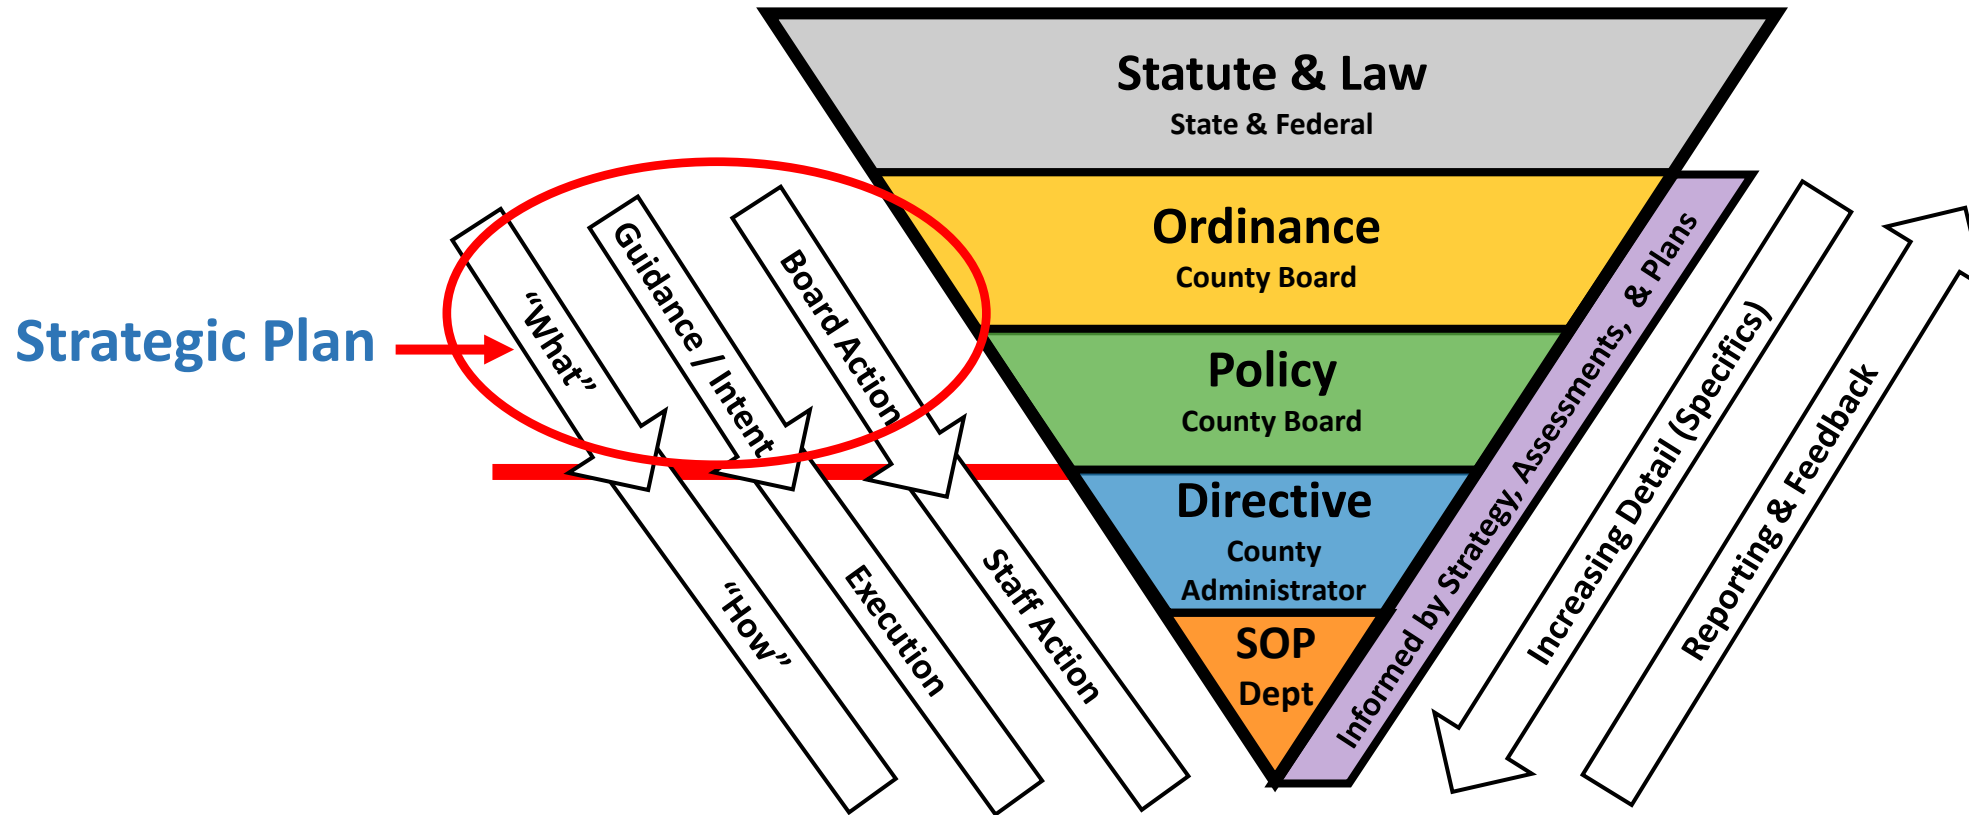 Statute & Law
State & Federal
Ordinance
County Board
Policy
County Board
Directive
County
Administrator
SOP
Dept
Strategic Plan
“What”
Guidance / Intent
Board Action
“How”
Execution
Staff Action
Informed by Strategy, Assessments, & Plans
Increasing Detail (Specifics)
Reporting & Feedback